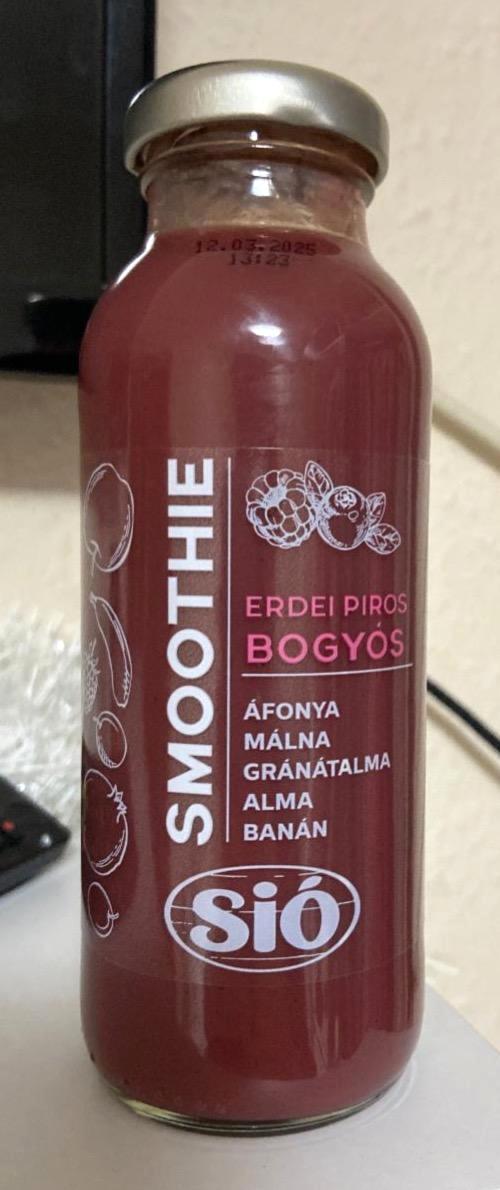 12.03.2025
13:23
SMOOTHIE
ERDEI PIROS
BOGYÓS
ÁFONYA
MÁLNA
GRÁNÁTALMA
ALMA
BANÁN
SiÓ